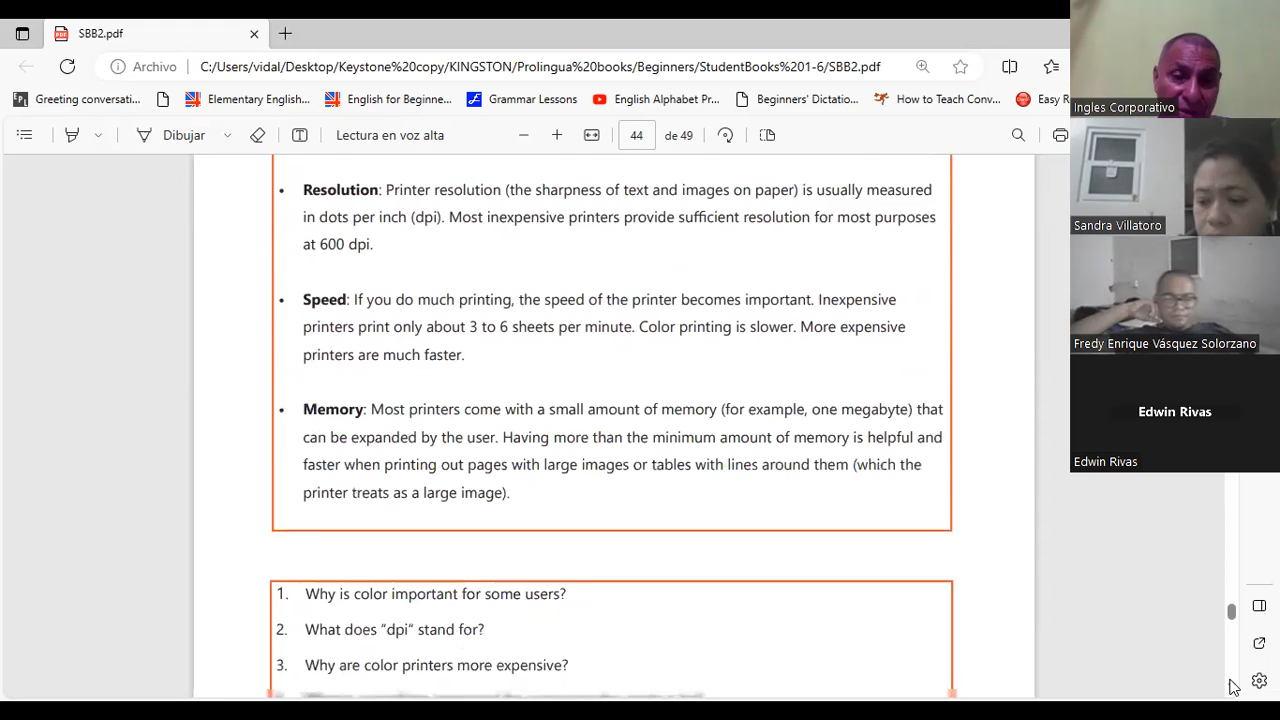 SBB2.pdf
Archivo
C:/Users/vidal/Desktop/Keystone%20copy/KINGSTON/Prolingua%20books/Beginners/StudentBooks%201-6/SBB2.pdf
Greeting conversati...
Elementary English...
English for Beginne...
Grammar Lessons
English Alphabet Pr...
Beginners' Dictatio...
How to Teach Conv...
Easy R
Dibujar
Lectura en voz alta
44
de 49
• Resolution: Printer resolution (the sharpness of text and images on paper) is usually measured
in dots per inch (dpi). Most inexpensive printers provide sufficient resolution for most purposes
at 600 dpi.
• Speed: If you do much printing, the speed of the printer becomes important. Inexpensive
printers print only about 3 to 6 sheets per minute. Color printing is slower. More expensive
printers are much faster.
• Memory: Most printers come with a small amount of memory (for example, one megabyte) that
can be expanded by the user. Having more than the minimum amount of memory is helpful and
faster when printing out pages with large images or tables with lines around them (which the
printer treats as a large image).
1. Why is color important for some users?
2. What does “dpi” stand for?
3. Why are color printers more expensive?
Ingles Corporativo
Sandra Villatoro
Fredy Enrique Vásquez Solorzano
Edwin Rivas
Edwin Rivas